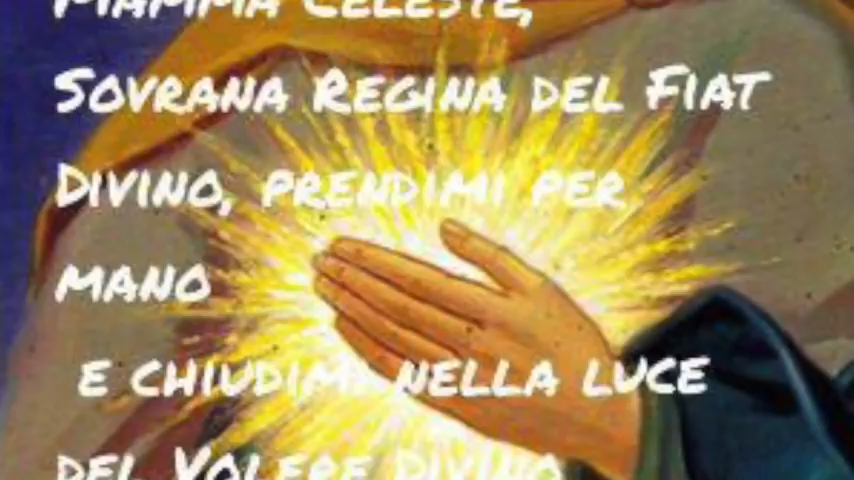 MAMMA CELESTE,
SOVRANA REGINA DEL FIAT
DIVINO, PRENDIMI PER
MANO
E CHIUDIMI NELLA LUCE
DEL VOLERE DIVINO